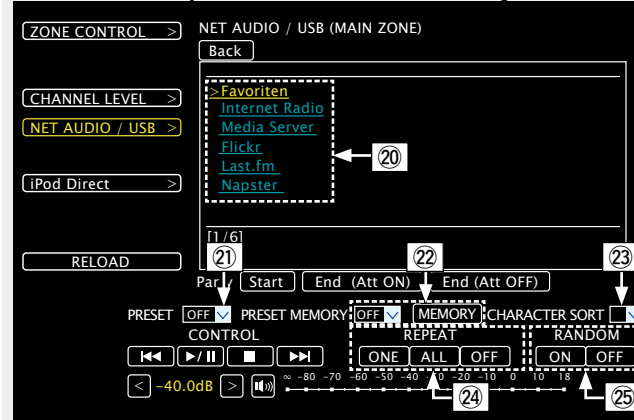 ZONE CONTROL >
NET AUDIO / USB (MAIN ZONE)
Back
CHANNEL LEVEL >
NET AUDIO / USB >
iPod Direct >
RELOAD
>Favoriten
Internet Radio
Media Server
Flickr
Last.fm
Napster
⑳
[1/6]
㉑ ㉒ ㉓
Par y Start End (Att ON) End (Att OFF)
PRESET OFF PRESET MEMORY OFF MEMORY CHARACTER SORT
CONTROL REPEAT RANDOM
ONE ALL OFF ON OFF
< -40.0dB > ∞ -80 -70 -60 -50 -40 -20 -10 0 10 18
㉔ ㉕